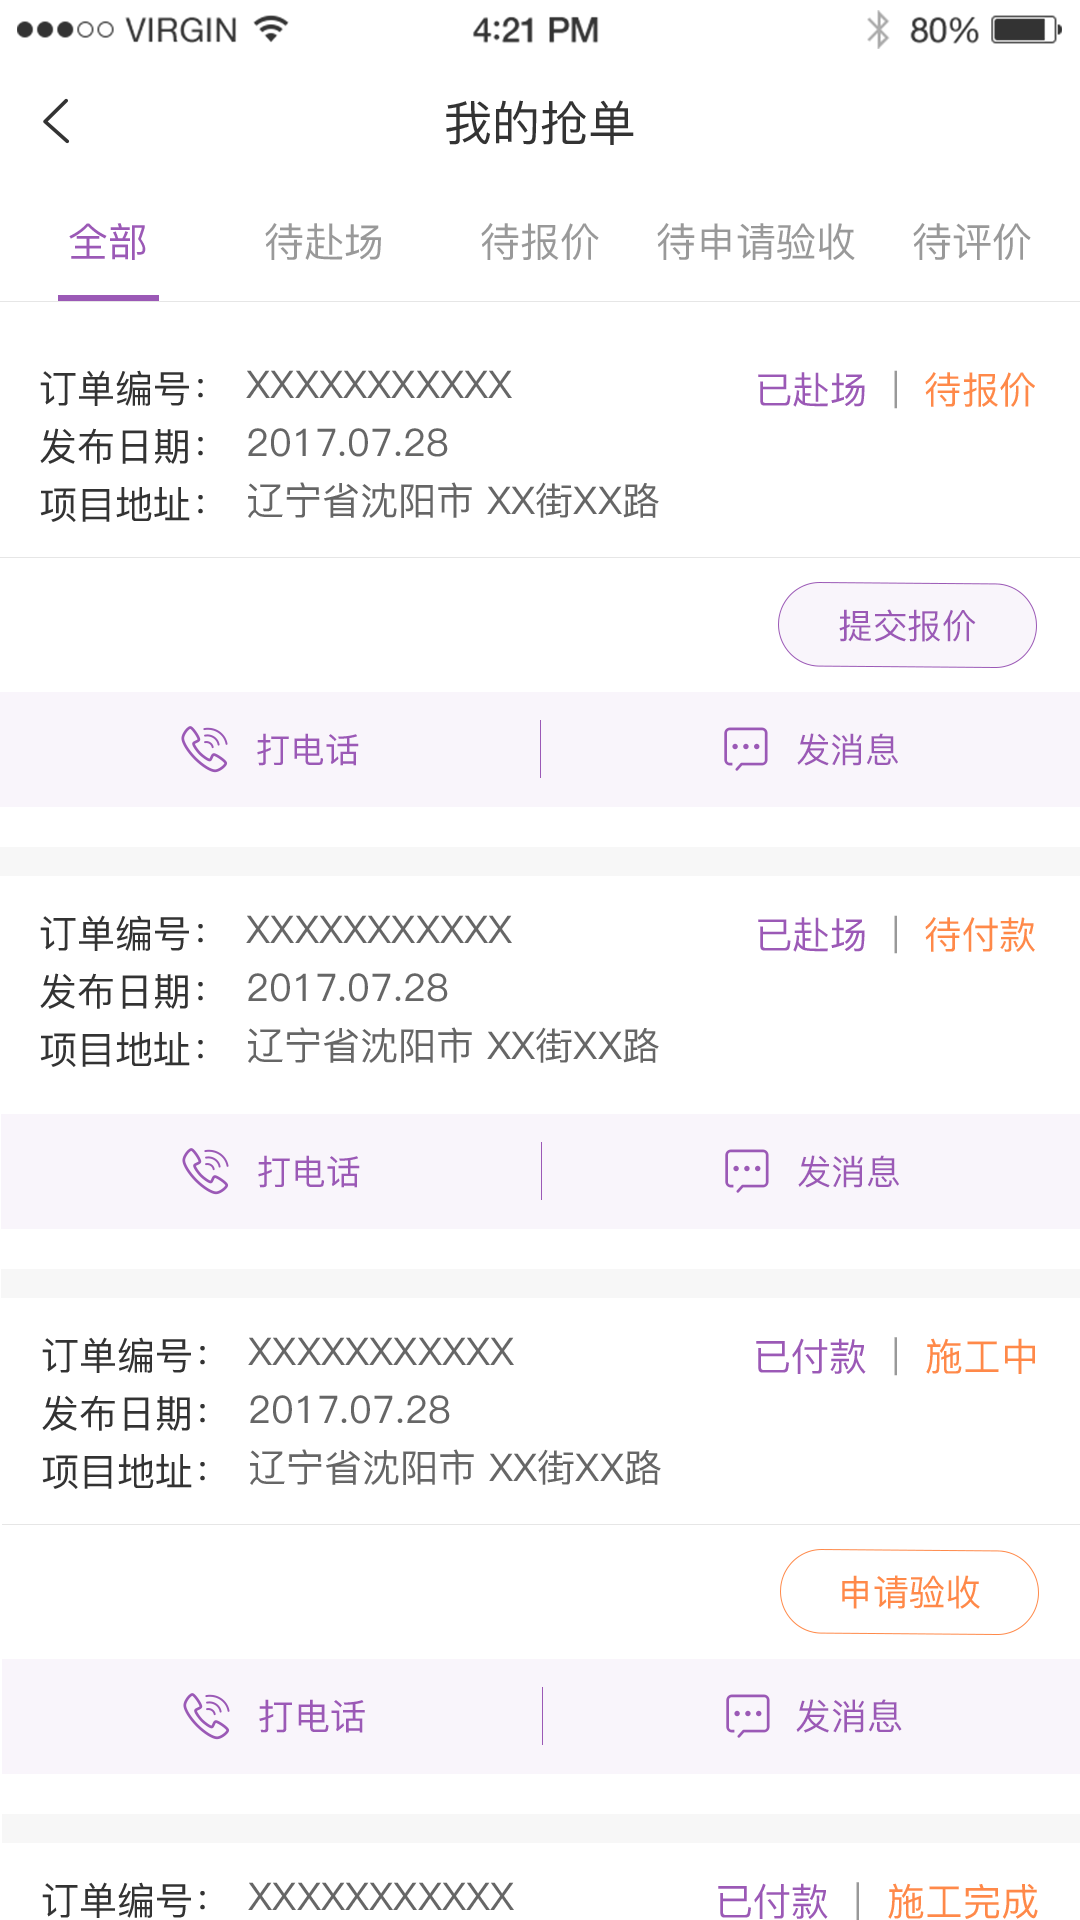 VIRGIN 4:21 PM 80%
我的抢单
全部 待赴场 待报价 待申请验收 待评价
订单编号： XXXXXXXXXXX 已赴场 | 待报价
发布日期： 2017.07.28
项目地址： 辽宁省沈阳市 XX街XX路
提交报价
打电话 | 发消息
订单编号： XXXXXXXXXXX 已赴场 | 待付款
发布日期： 2017.07.28
项目地址： 辽宁省沈阳市 XX街XX路
打电话 | 发消息
订单编号： XXXXXXXXXXX 已付款 | 施工中
发布日期： 2017.07.28
项目地址： 辽宁省沈阳市 XX街XX路
申请验收
打电话 | 发消息
订单编号： XXXXXXXXXXX 已付款 | 施工完成